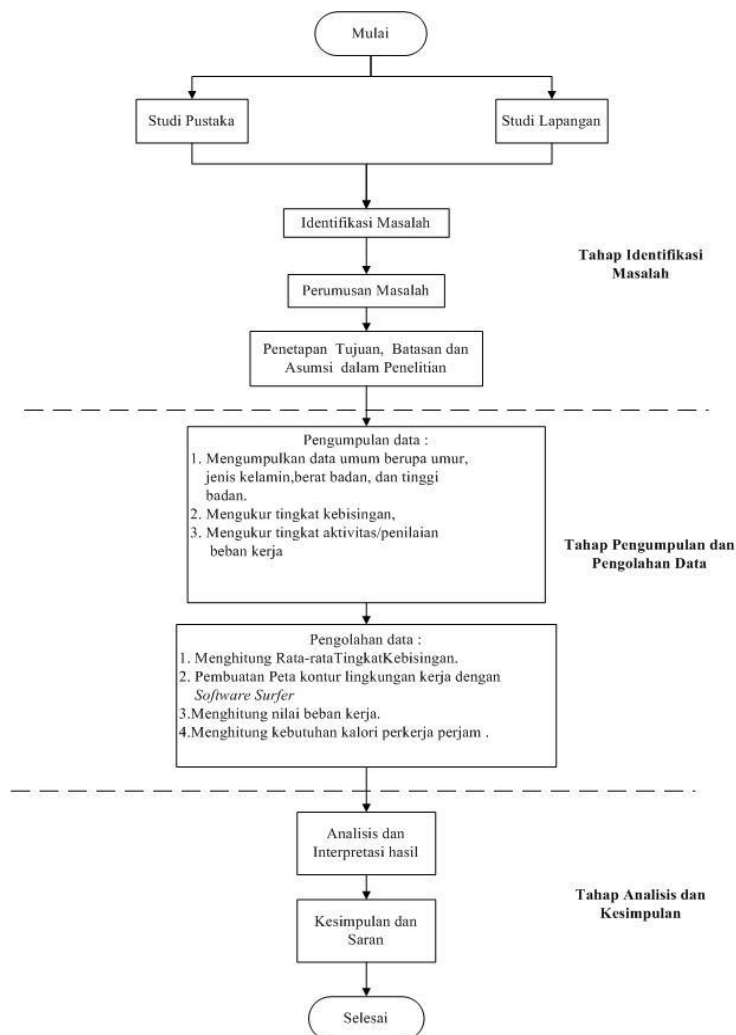 Mulai
Studi Pustaka
Studi Lapangan
Identifikasi Masalah
Tahap Identifikasi
Masalah
Perumusan Masalah
Penetapan Tujuan, Batasan dan
Asumsi dalam Penelitian
Pengumpulan data :
1. Mengumpulkan data umum berupa umur,
jenis kelamin,berat badan, dan tinggi
badan.
2. Mengukur tingkat kebisingan,
3. Mengukur tingkat aktivitas/penilaian
beban kerja
Tahap Pengumpulan dan
Pengolahan Data
Pengolahan data :
1. Menghitung Rata-rataTingkatKebisingan.
2. Pembuatan Peta kontur lingkungan kerja dengan
Software Surfer
3.Menghitung nilai beban kerja.
4.Menghitung kebutuhan kalori perkerja perjam .
Analisis dan
Interpretasi hasil
Tahap Analisis dan
Kesimpulan
Kesimpulan dan
Saran
Selesai